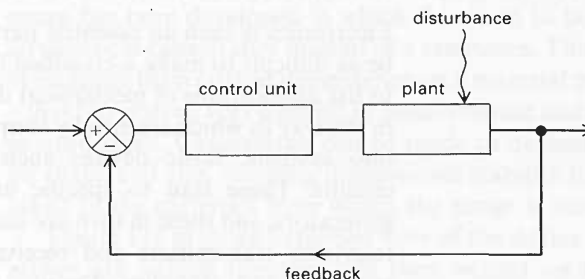 disturbance
control unit
plant
+
−
feedback